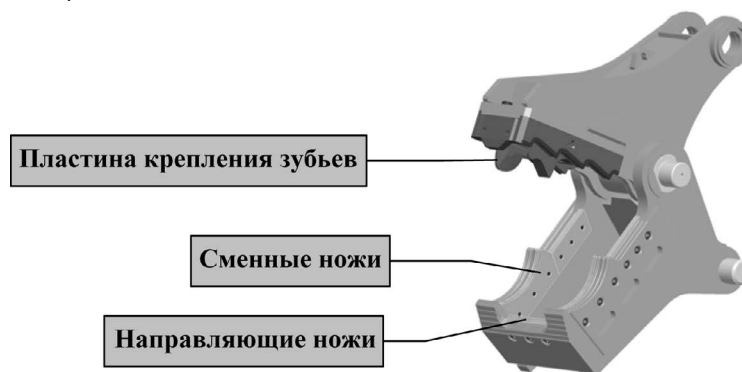 Пластина крепления зубьев
Сменные ножи
Направляющие ножи